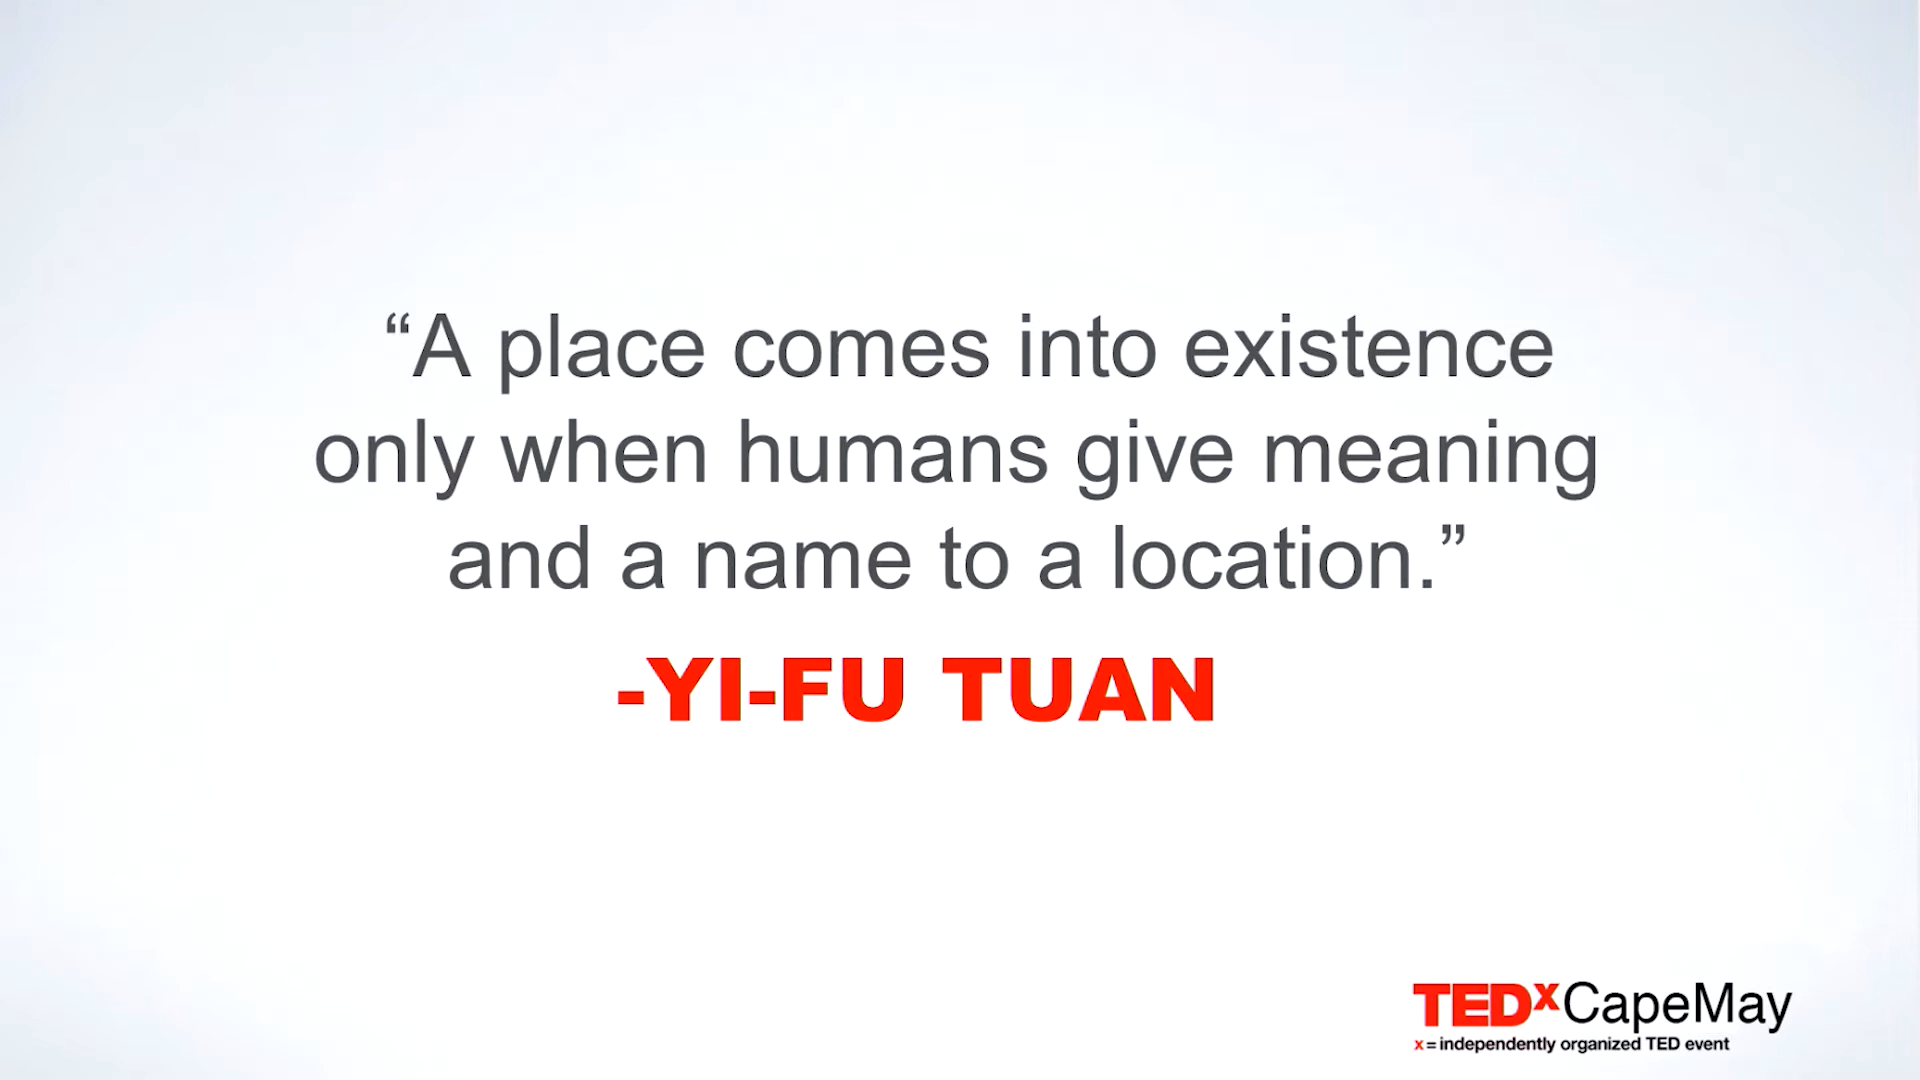 “A place comes into existence
only when humans give meaning
and a name to a location.”
-YI-FU TUAN
TEDxCapeMay
x = independently organized TED event